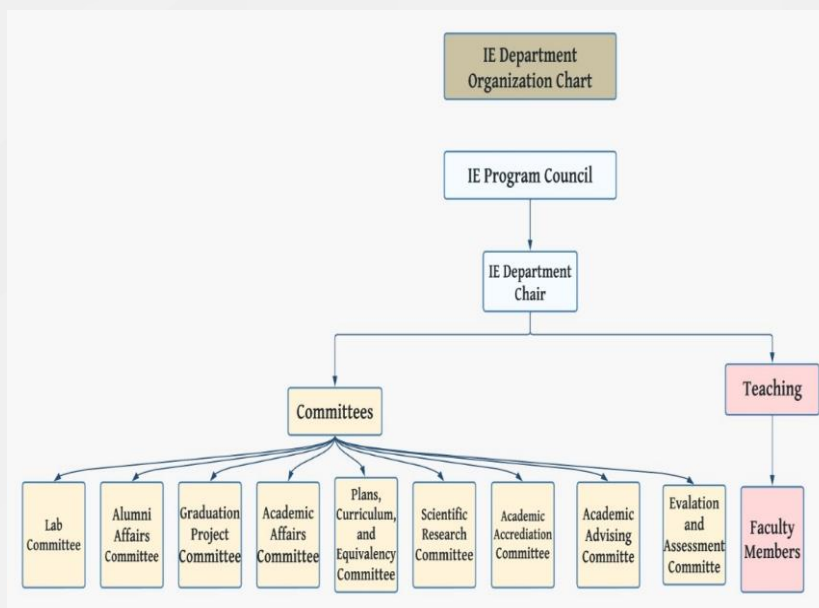 IE Department
Organization Chart
IE Program Council
IE Department
Chair
Committees
Teaching
Lab
Committee
Alumni
Affairs
Committee
Graduation
Project
Committee
Academic
Affairs
Committee
Plans,
Curriculum,
and
Equivalency
Committee
Scientific
Research
Committee
Academic
Accrediation
Committee
Academic
Advising
Committe
Evalation
and
Assessment
Committe
Faculty
Members